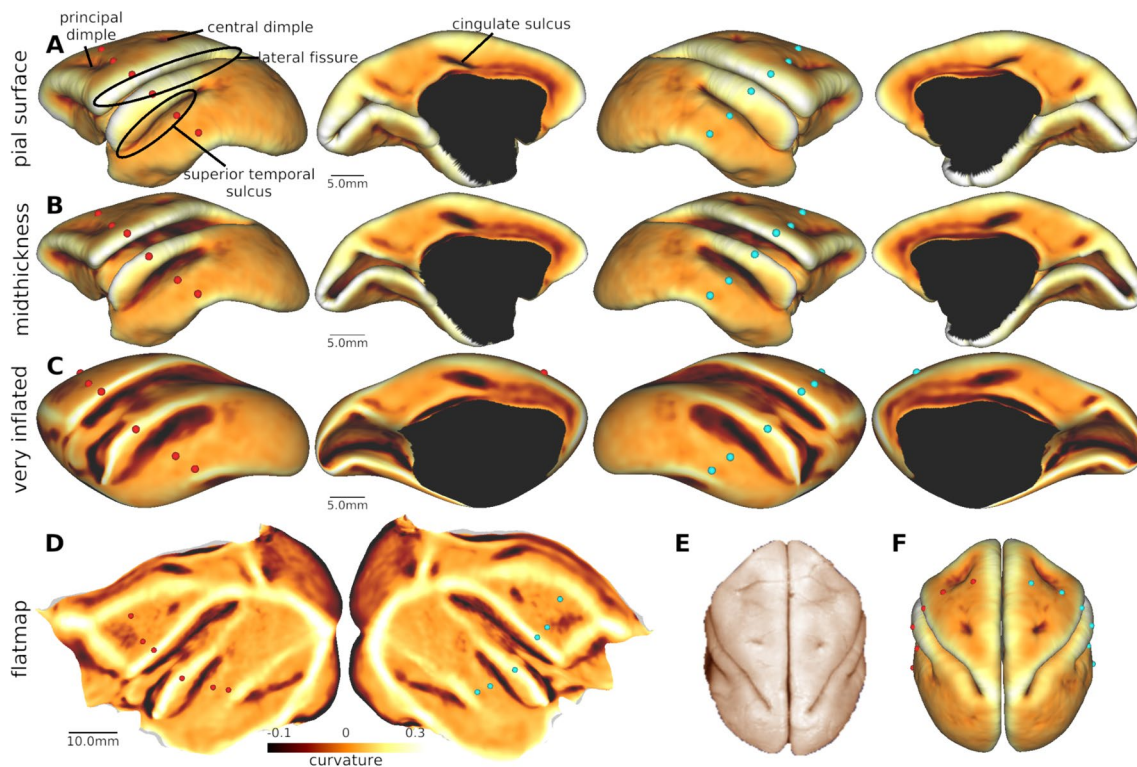 principal
dimple
central dimple
cingulate sulcus
A
lateral fissure
pial surface
superior temporal
sulcus
5.0mm
B
midthickness
5.0mm
C
very inflated
5.0mm
D
E
F
flatmap
10.0mm
-0.1
0
0.3
curvature